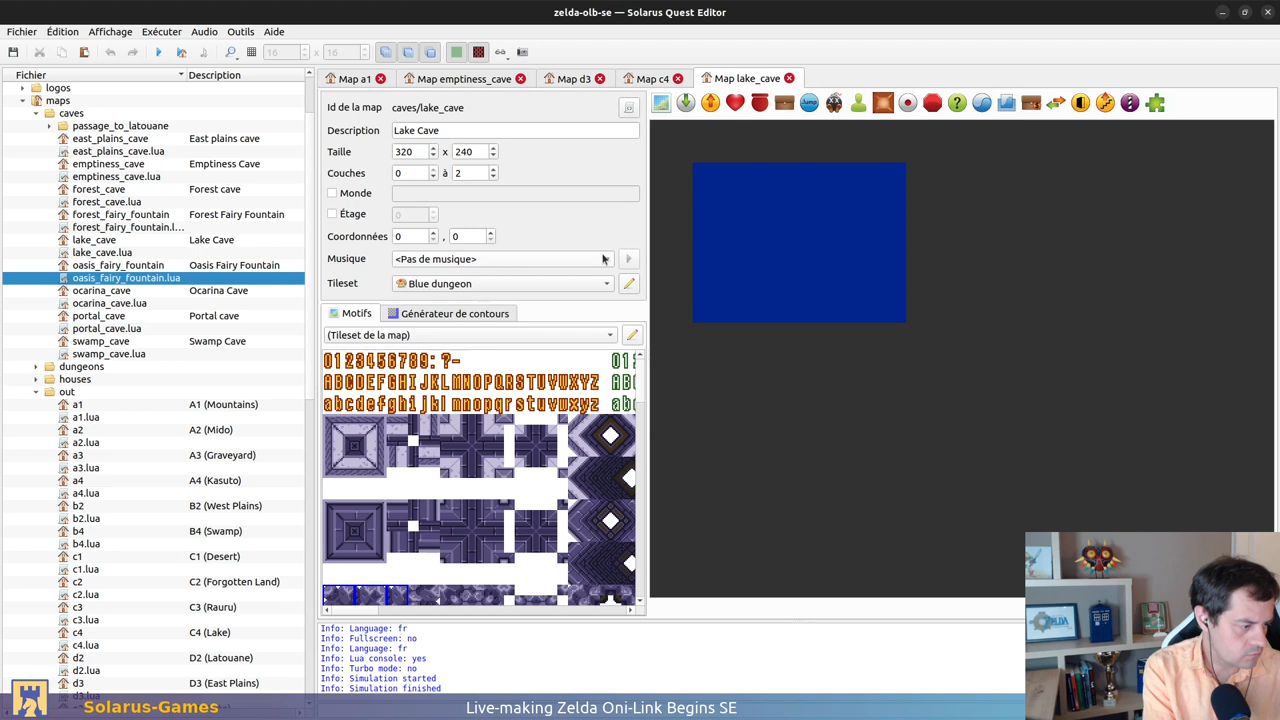 zelda-olb-se — Solarus Quest Editor
Fichier Édition Affichage Exécuter Audio Outils Aide
16 x 16
Fichier Description
logos
maps
caves
passage_to_latouane
east_plains_cave East plains cave
east_plains_cave.lua
emptiness_cave Emptiness Cave
emptiness_cave.lua
forest_cave Forest cave
forest_cave.lua
forest_fairy_fountain Forest Fairy Fountain
forest_fairy_fountain.l...
lake_cave Lake Cave
lake_cave.lua
oasis_fairy_fountain Oasis Fairy Fountain
oasis_fairy_fountain.lua
ocarina_cave Ocarina Cave
ocarina_cave.lua
portal_cave Portal cave
portal_cave.lua
swamp_cave Swamp Cave
swamp_cave.lua
dungeons
houses
out
a1 A1 (Mountains)
a1.lua
a2 A2 (Mido)
a2.lua
a3 A3 (Graveyard)
a3.lua
a4 A4 (Kasuto)
a4.lua
b2 B2 (West Plains)
b2.lua
b4 B4 (Swamp)
b4.lua
c1 C1 (Desert)
c1.lua
c2 C2 (Forgotten Land)
c2.lua
c3 C3 (Rauru)
c3.lua
c4 C4 (Lake)
c4.lua
d2 D2 (Latouane)
d2.lua
d3 D3 (East Plains)
d3.lua
Map a1 Map emptiness_cave Map d3 Map c4 Map lake_cave
Id de la map caves/lake_cave
Description Lake Cave
Taille 320 x 240
Couches 0 à 2
Monde
Étage 0
Coordonnées 0 , 0
Musique <Pas de musique>
Tileset Blue dungeon
Motifs Générateur de contours
(Tileset de la map)
0123456789:?- 01
ABCDEFGHIJKLMNOPQRSTUVWXYZ AB
abcdefghijklmnopqrstuvwxyz ab
Jump
Info: Language: fr
Info: Fullscreen: no
Info: Language: fr
Info: Lua console: yes
Info: Turbo mode: no
Info: Simulation started
Info: Simulation finished
Solarus-Games
Live-making Zelda Oni-Link Begins SE